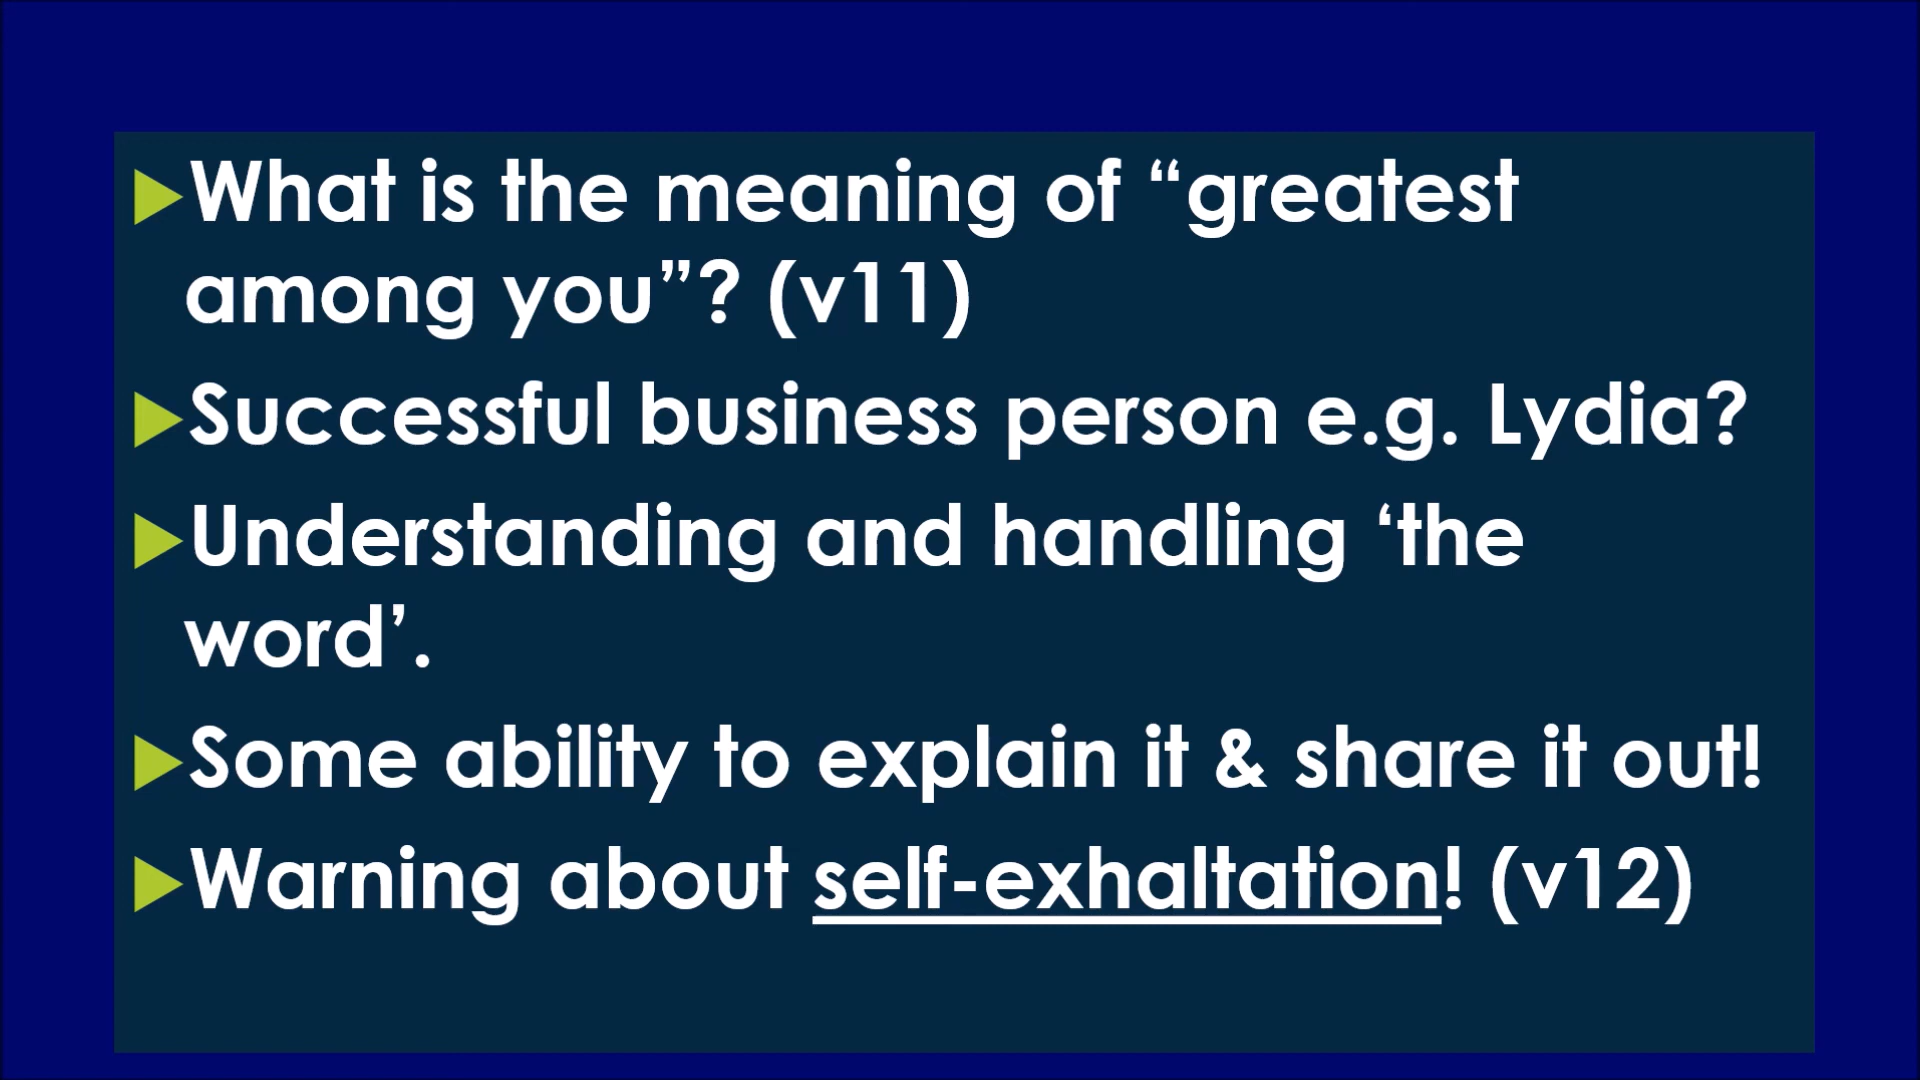 What is the meaning of “greatest
among you”? (v11)
Successful business person e.g. Lydia?
Understanding and handling ‘the
word’.
Some ability to explain it & share it out!
Warning about self-exhaltation! (v12)